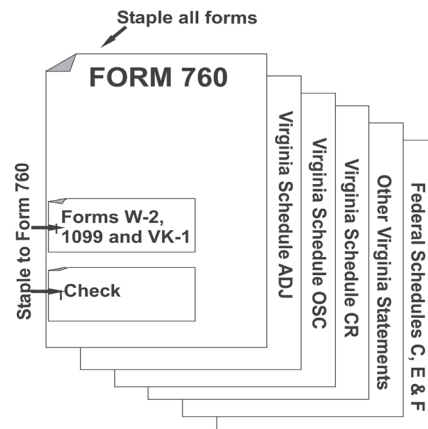 Staple all forms
FORM 760
Staple to Form 760
Forms W-2,
1099 and VK-1
Check
Virginia Schedule ADJ
Virginia Schedule OSC
Virginia Schedule CR
Other Virginia Statements
Federal Schedules C, E & F